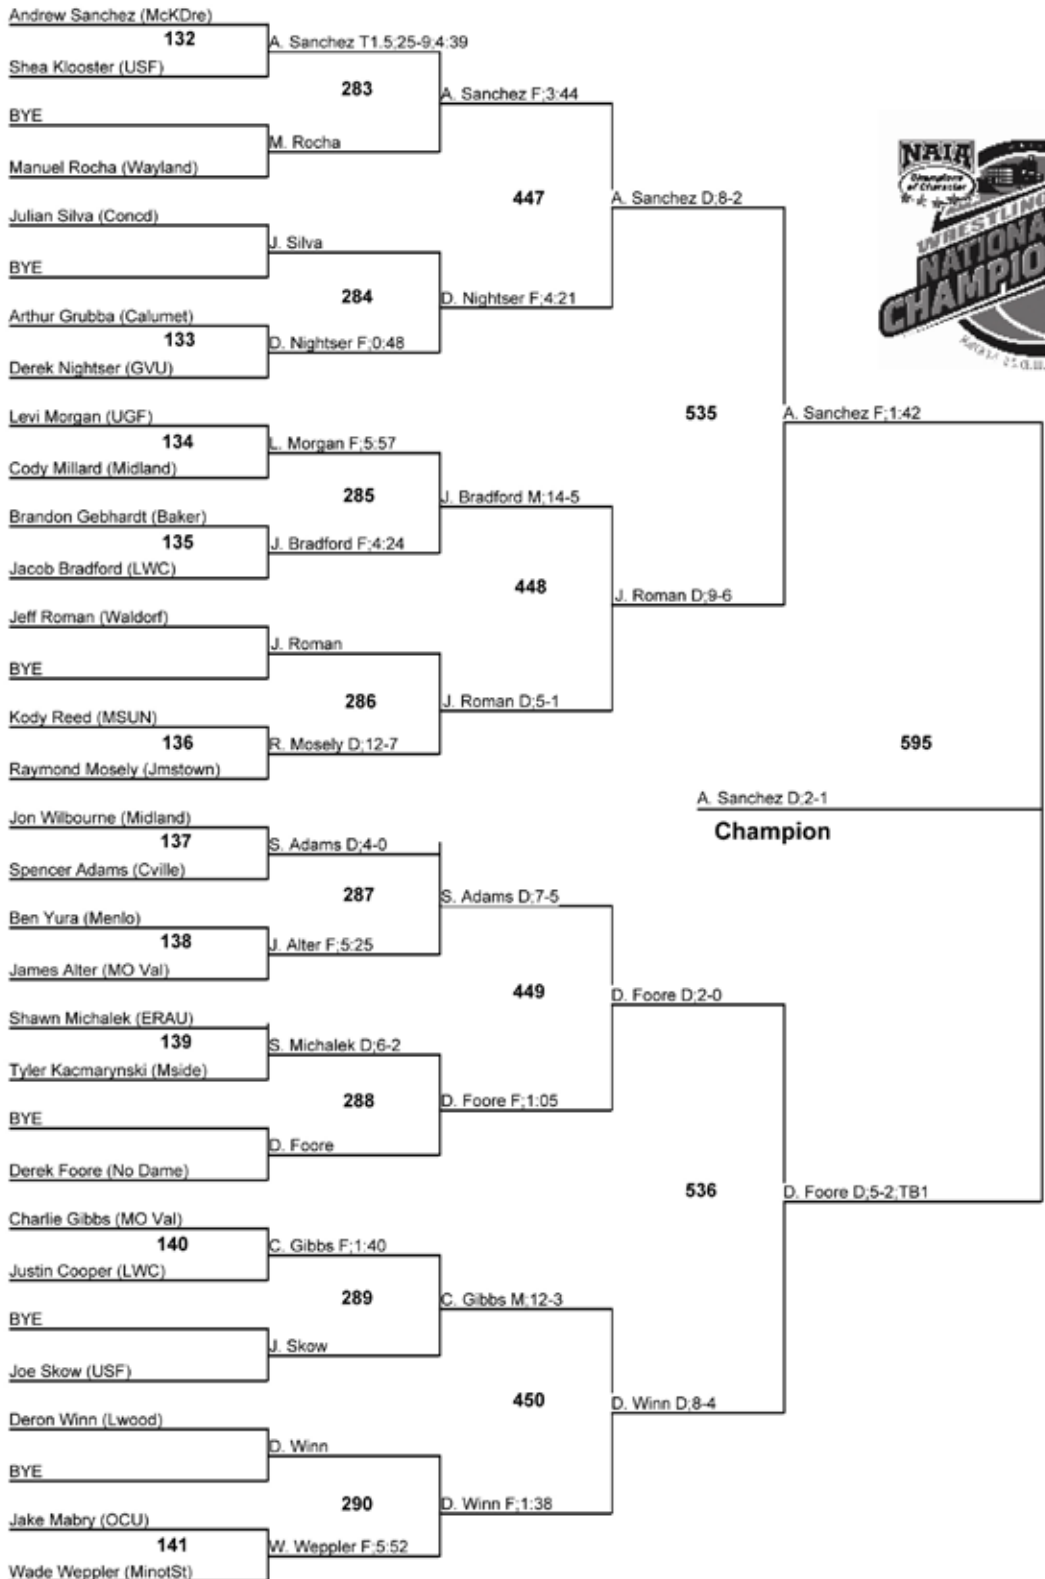 Andrew Sanchez (McKDre)
132
A. Sanchez T1.5;25-9;4:39
Shea Klooster (USF)
283
A. Sanchez F;3:44
BYE
M. Rocha
Manuel Rocha (Wayland)
447
A. Sanchez D;8-2
Julian Silva (Concd)
J. Silva
BYE
284
D. Nightser F;4:21
Arthur Grubba (Calumet)
133
D. Nightser F;0:48
Derek Nightser (GVU)
NAIA
Champions
of Character
WRESTLING
NATIONA
CHAMPIO
535
A. Sanchez F;1:42
Levi Morgan (UGF)
134
L. Morgan F;5:57
Cody Millard (Midland)
285
J. Bradford M;14-5
Brandon Gebhardt (Baker)
135
J. Bradford F;4:24
Jacob Bradford (LWC)
448
J. Roman D;9-6
Jeff Roman (Waldorf)
J. Roman
BYE
286
J. Roman D;5-1
Kody Reed (MSUN)
136
R. Mosely D;12-7
Raymond Mosely (Jmstown)
595
A. Sanchez D;2-1
Champion
Jon Wilbourne (Midland)
137
S. Adams D;4-0
Spencer Adams (Cville)
287
S. Adams D;7-5
Ben Yura (Menlo)
138
J. Alter F;5:25
James Alter (MO Val)
449
D. Foore D;2-0
Shawn Michalek (ERAU)
139
S. Michalek D;6-2
Tyler Kacmarynski (Mside)
288
D. Foore F;1:05
BYE
D. Foore
Derek Foore (No Dame)
536
D. Foore D;5-2;TB1
Charlie Gibbs (MO Val)
140
C. Gibbs F;1:40
Justin Cooper (LWC)
289
C. Gibbs M;12-3
BYE
J. Skow
Joe Skow (USF)
450
D. Winn D;8-4
Deron Winn (Lwood)
D. Winn
BYE
290
D. Winn F;1:38
Jake Mabry (OCU)
141
W. Weppler F;5:52
Wade Weppler (MinotSt)